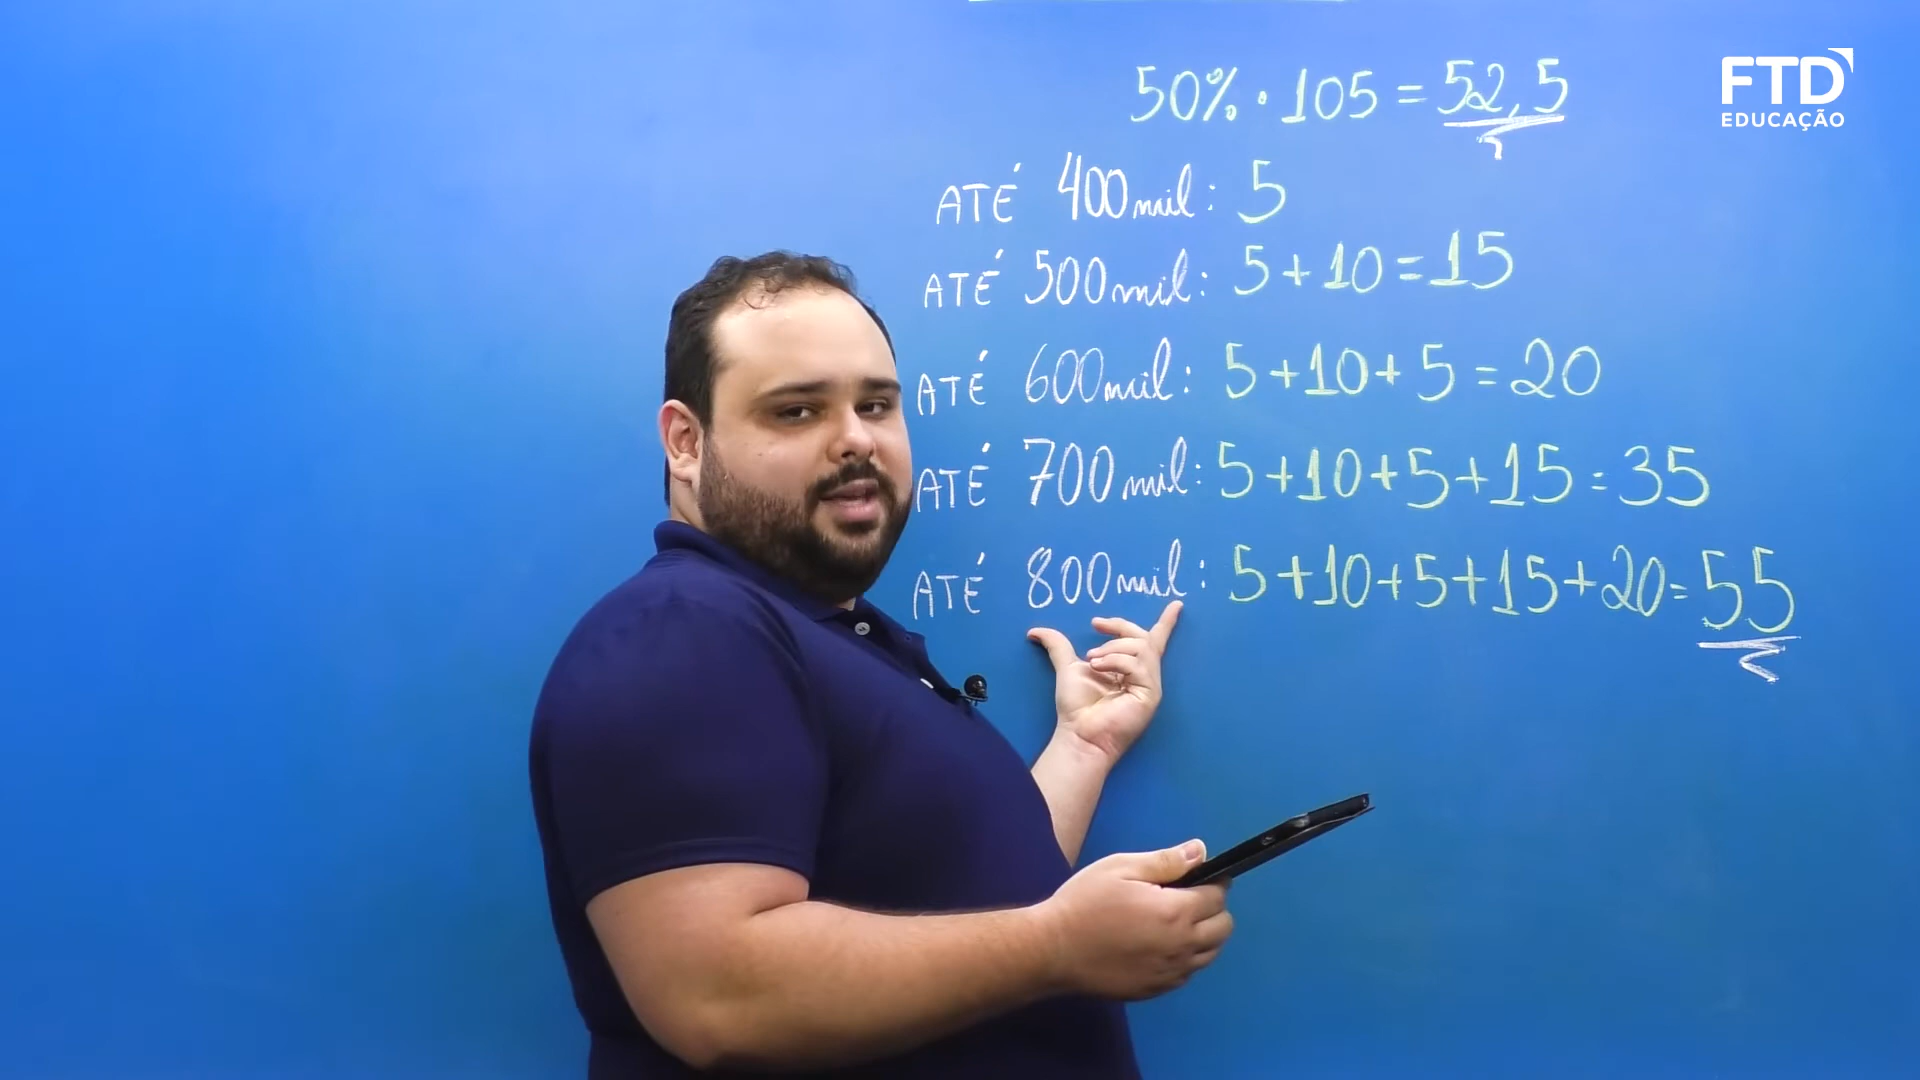 50% · 105 = 52,5
FTD
EDUCAÇÃO
ATÉ 400mil: 5
ATÉ 500mil: 5+10=15
ATÉ 600mil: 5+10+5=20
ATÉ 700mil: 5+10+5+15=35
ATÉ 800mil: 5+10+5+15+20=55